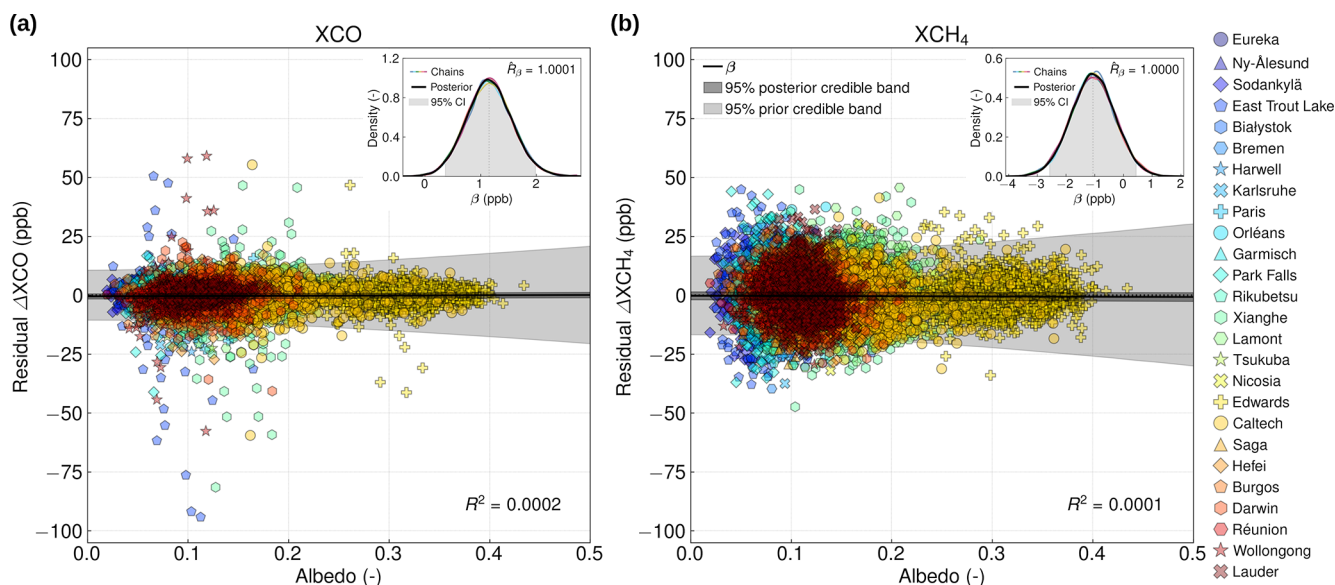 (a)
XCO
100
75
50
25
0
−25
−50
−75
−100
Residual ΔXCO (ppb)
0.0 0.1 0.2 0.3 0.4 0.5
Albedo (-)
R² = 0.0002
1.2
0.8
0.4
0.0
Density (-)
Chains
Posterior
95% CI
R̂β = 1.0001
0 1 2
β (ppb)
(b)
XCH₄
100
75
50
25
0
−25
−50
−75
−100
Residual ΔXCH₄ (ppb)
0.0 0.1 0.2 0.3 0.4 0.5
Albedo (-)
R² = 0.0001
β
95% posterior credible band
95% prior credible band
0.6
0.4
0.2
0.0
Density (-)
Chains
Posterior
95% CI
R̂β = 1.0000
−4 −3 −2 −1 0 1 2
β (ppb)
Eureka
Ny-Ålesund
Sodankylä
East Trout Lake
Białystok
Bremen
Harwell
Karlsruhe
Paris
Orléans
Garmisch
Park Falls
Rikubetsu
Xianghe
Lamont
Tsukuba
Nicosia
Edwards
Caltech
Saga
Hefei
Burgos
Darwin
Réunion
Wollongong
Lauder